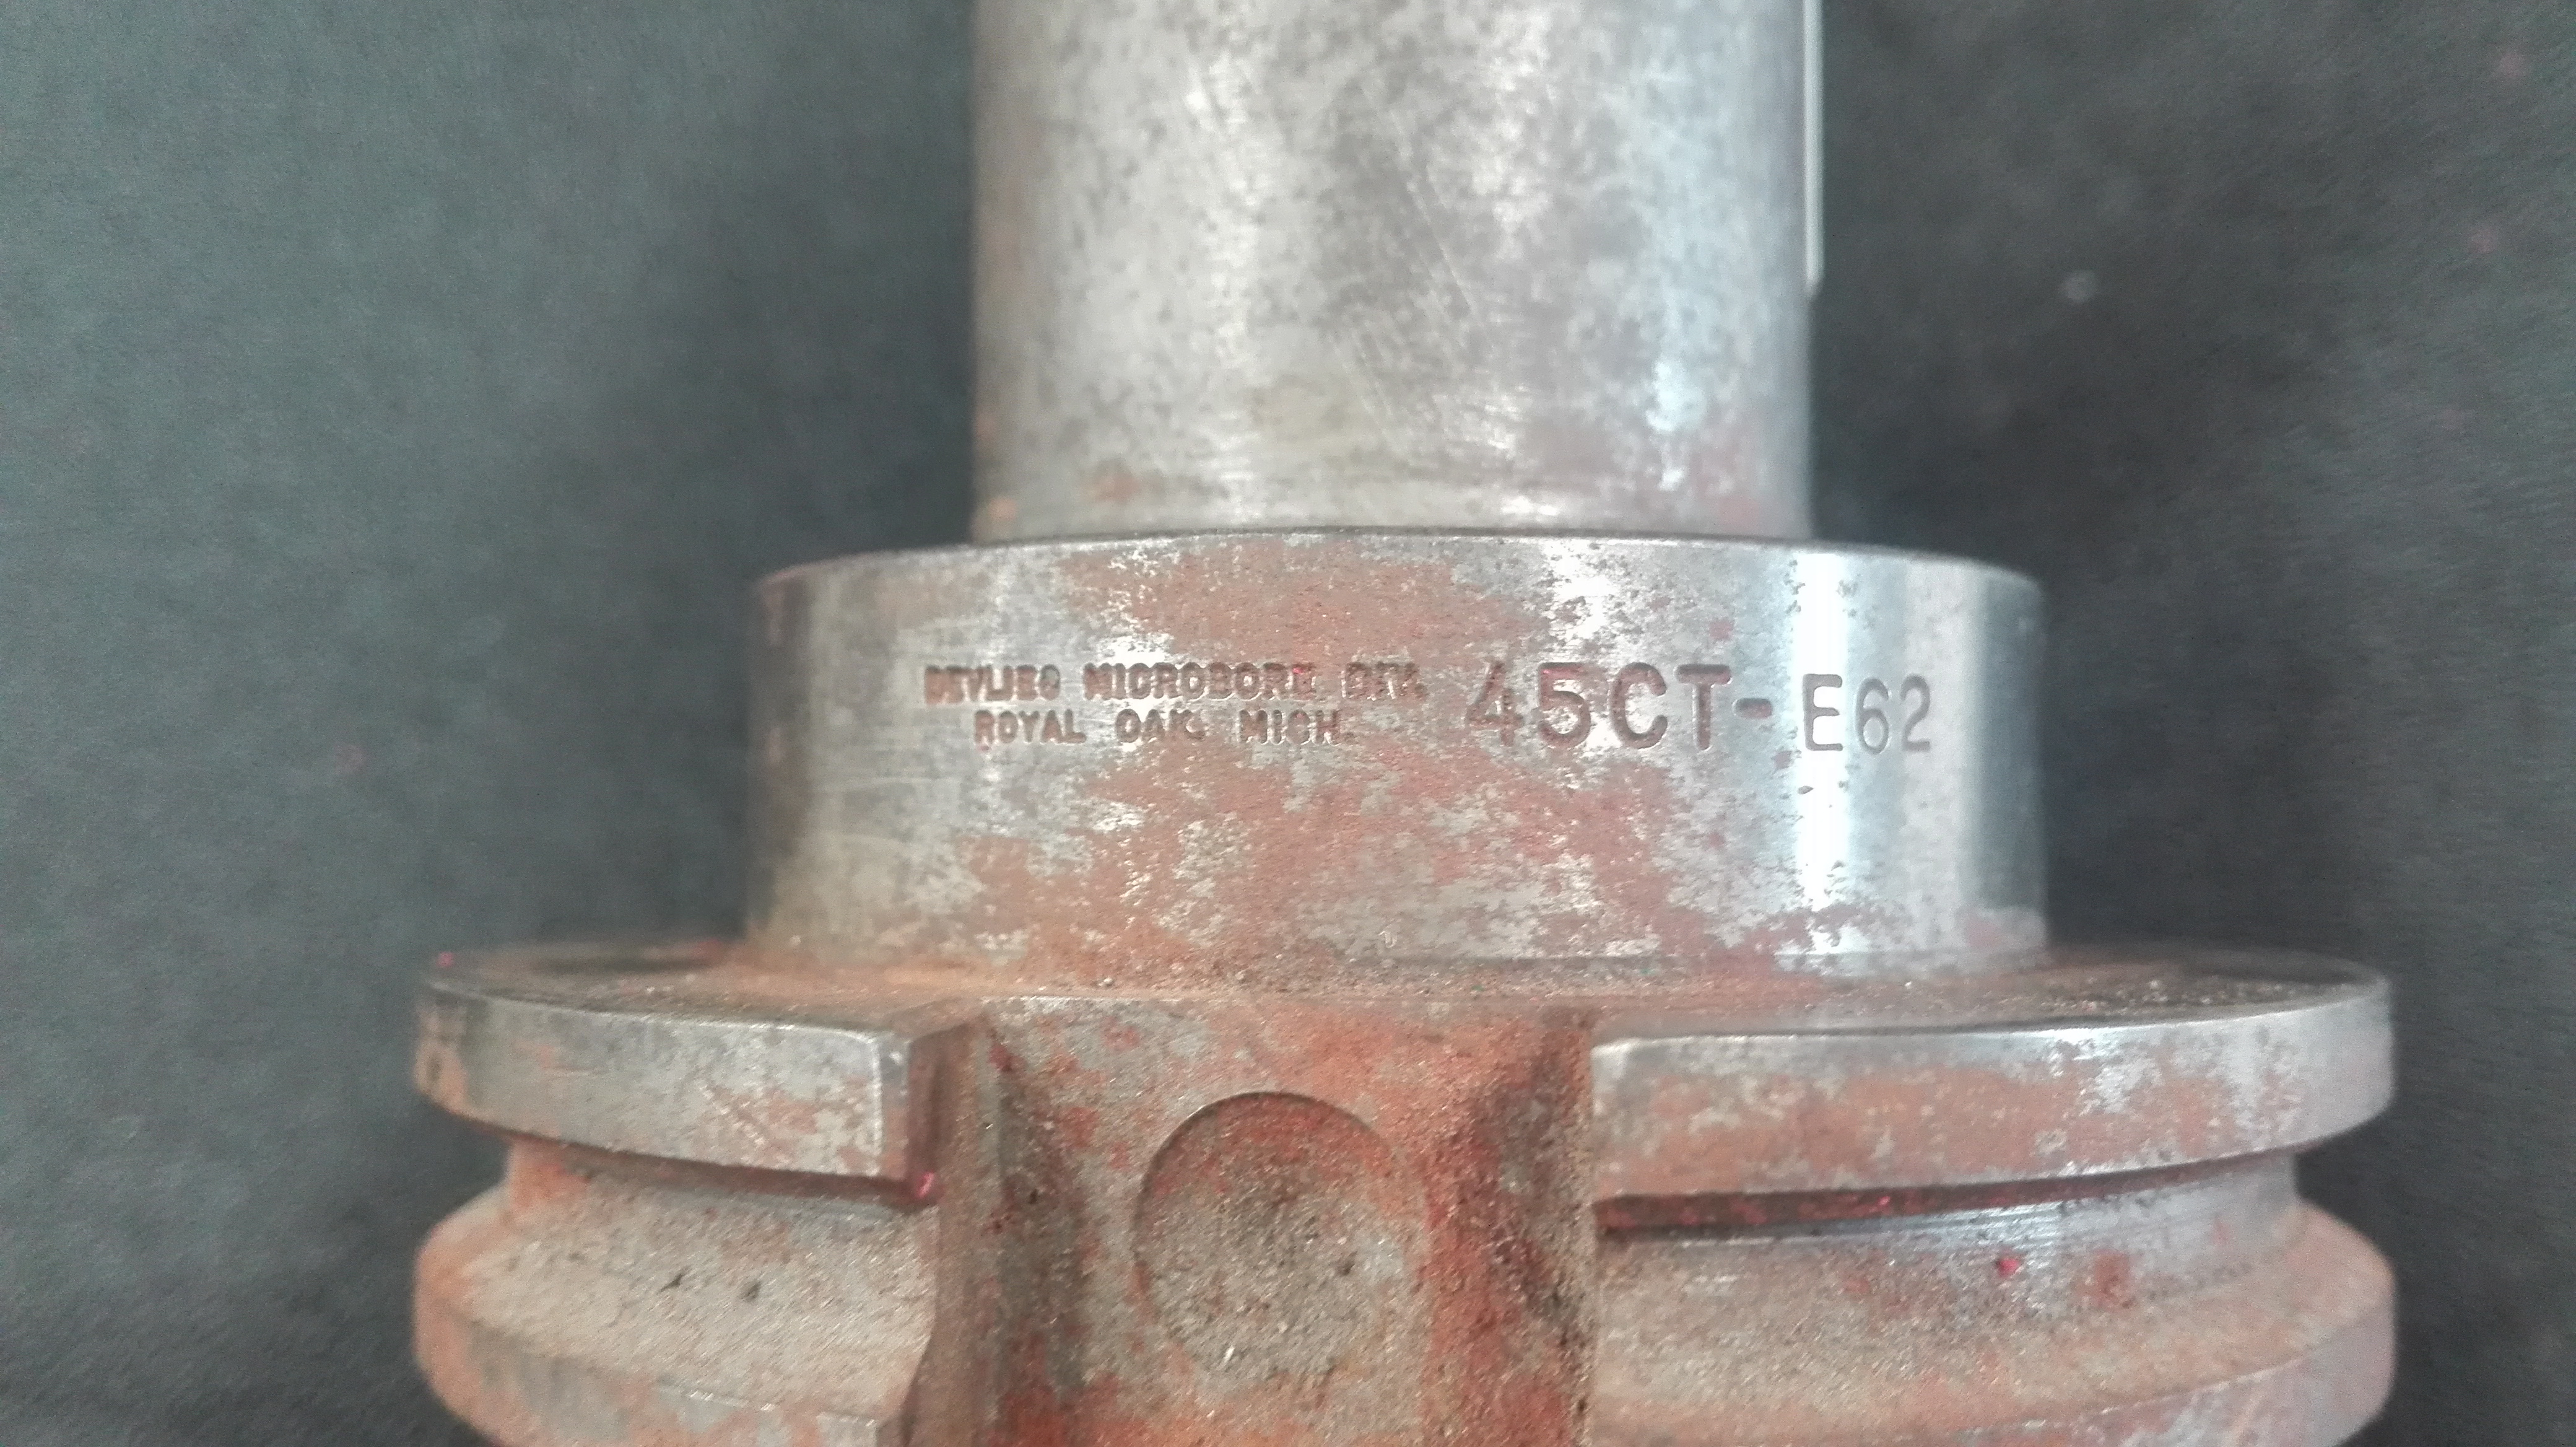 DEVLIEG MICROBORE DIV.
ROYAL OAK, MICH.
45CT-E62